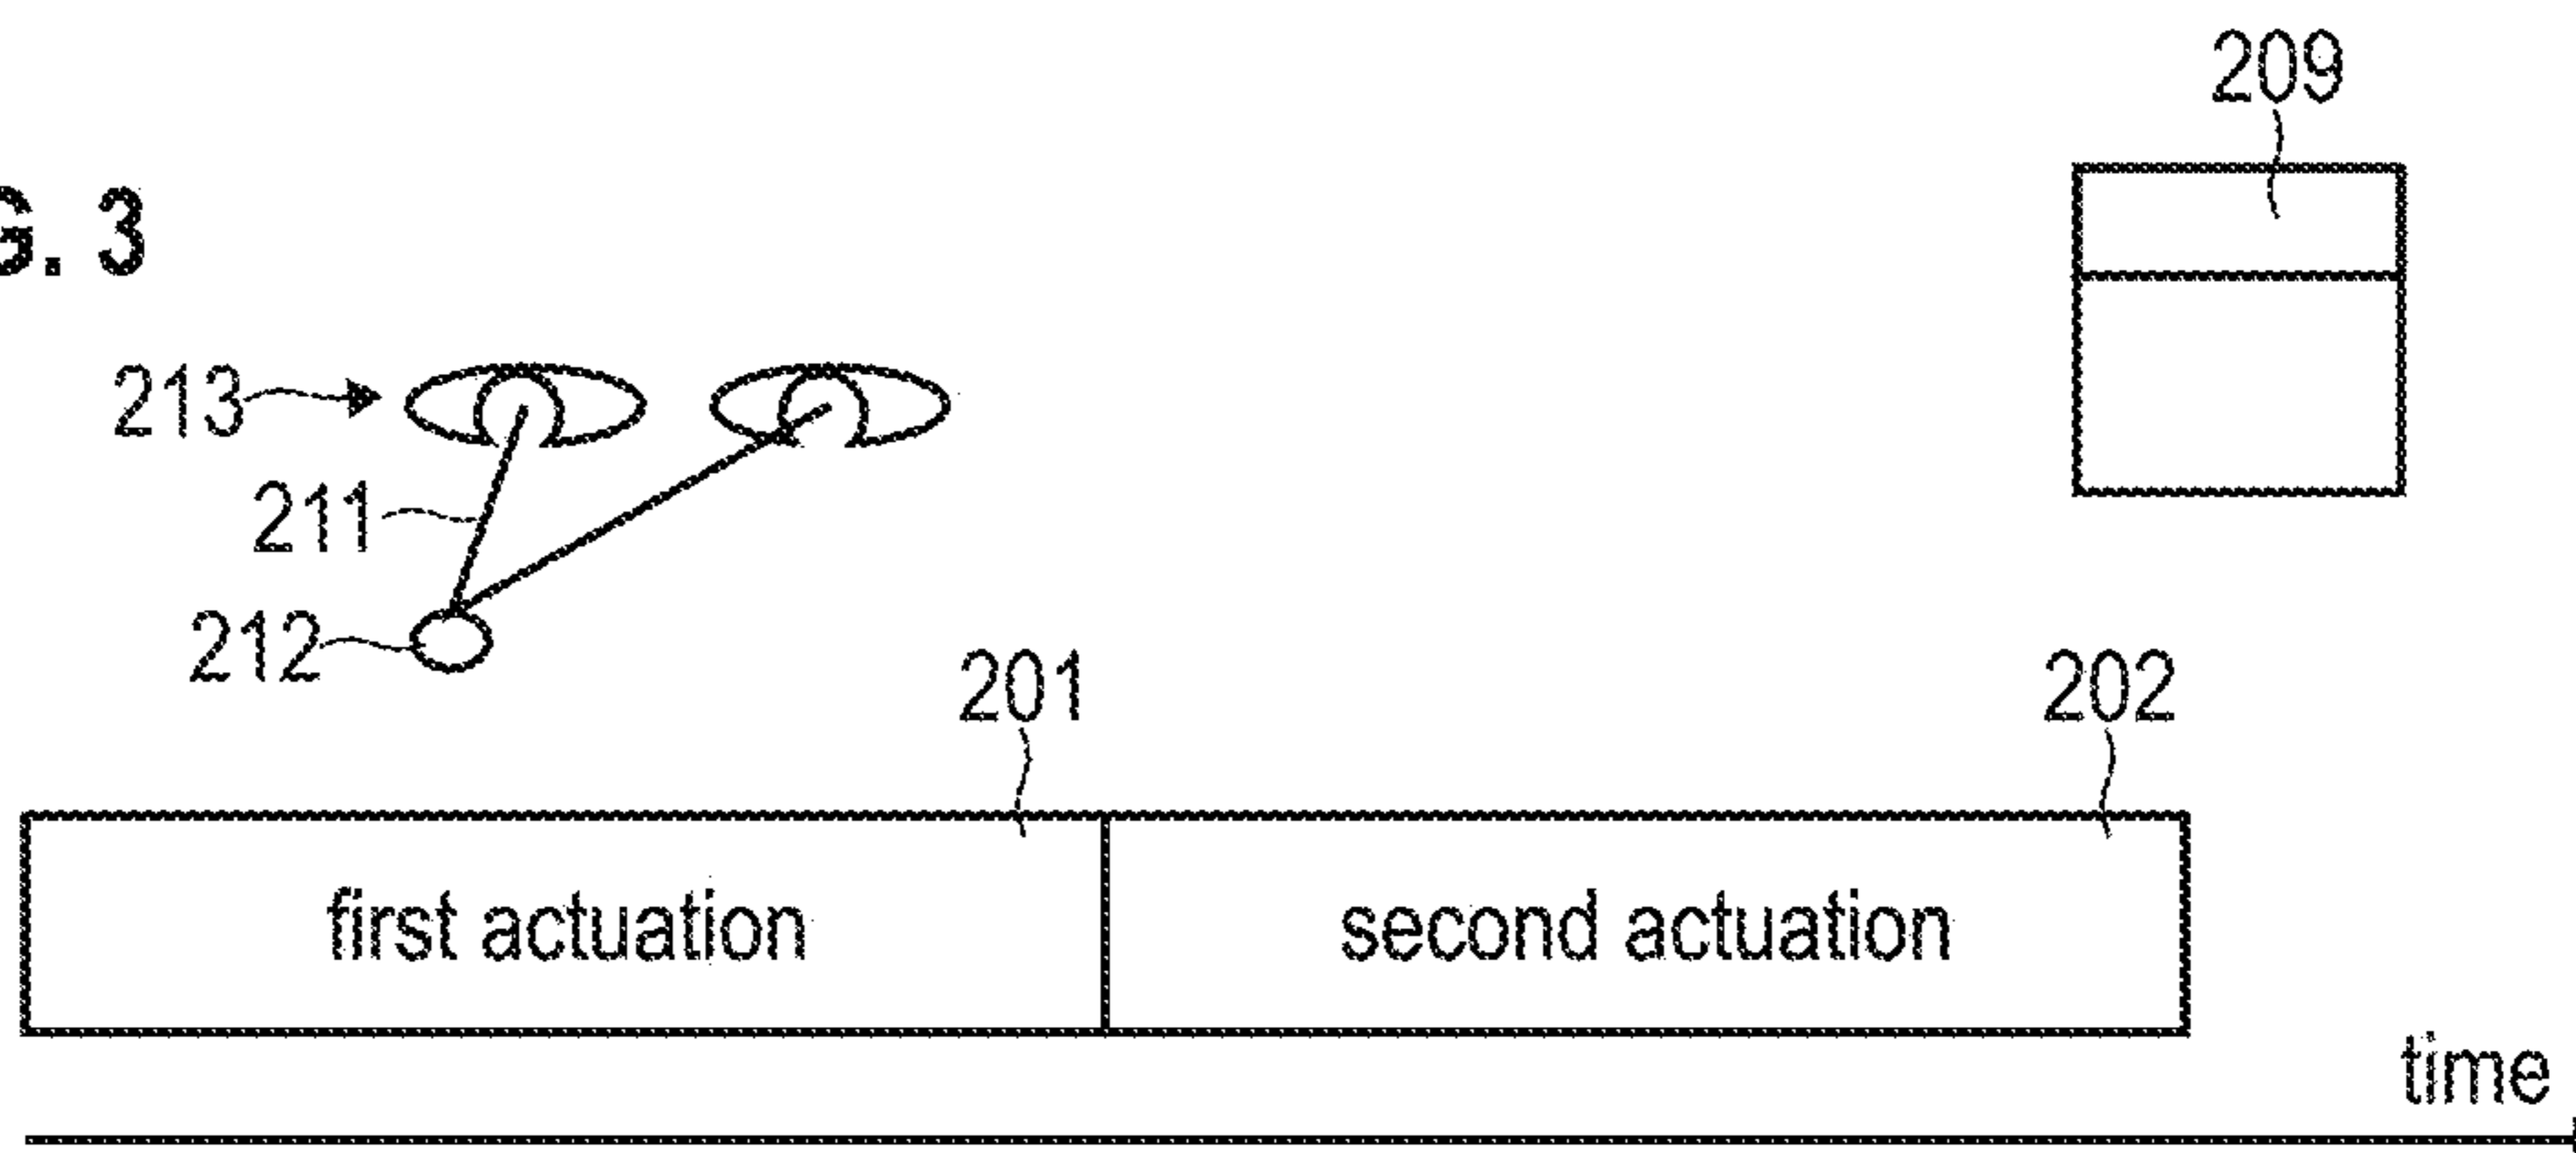 209
G. 3
213
211
212
201
202
first actuation
second actuation
time